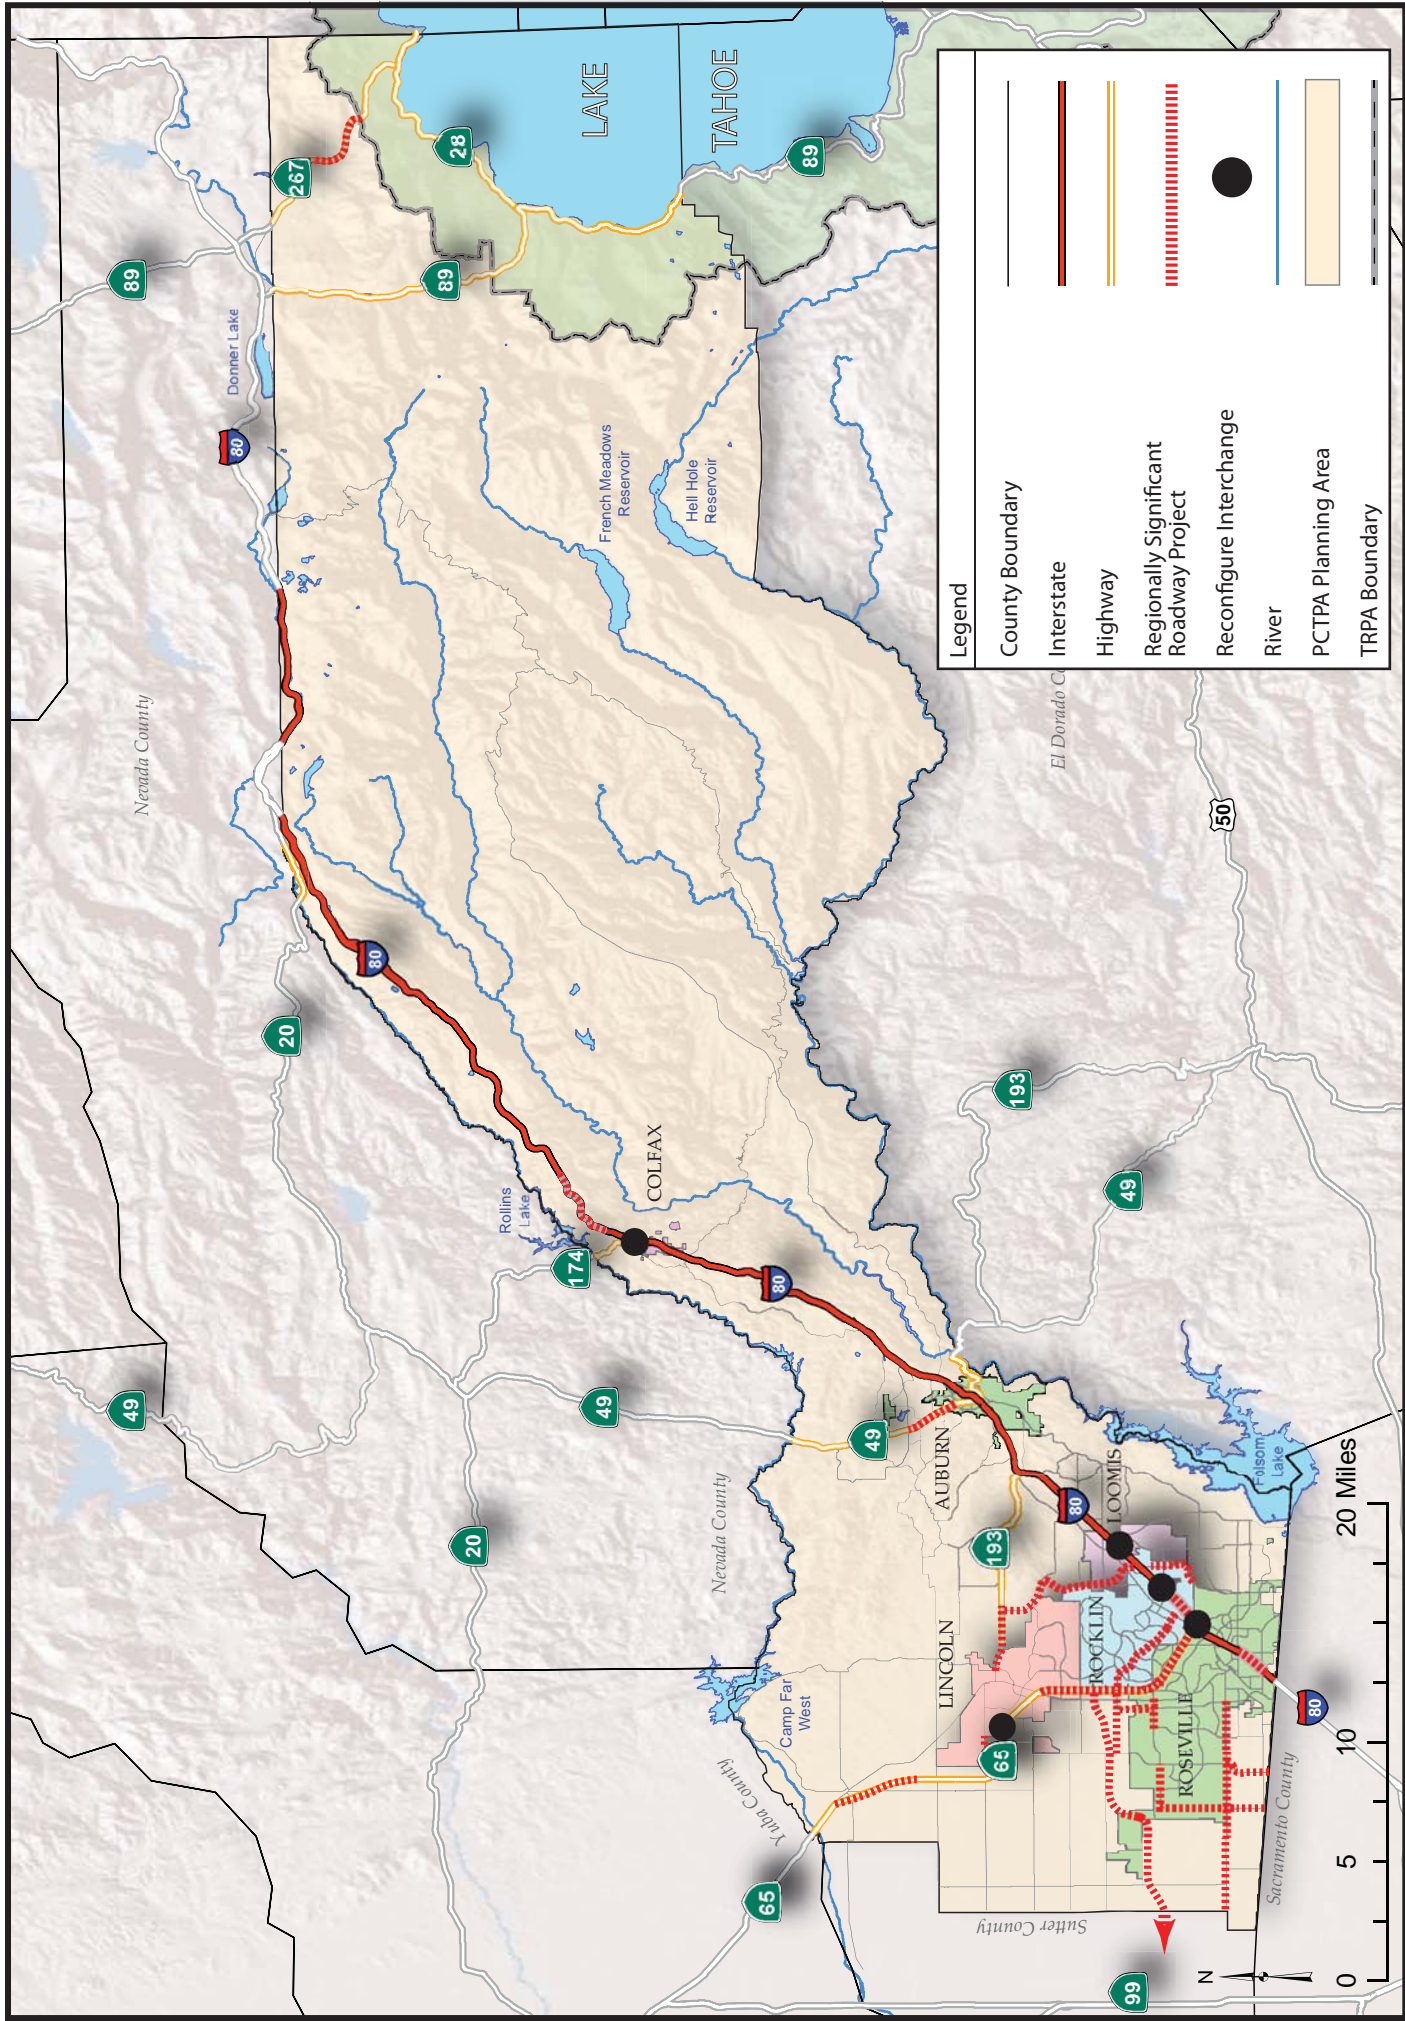 89
267
28
LAKE
TAHOE
89
89
Donner Lake
80
French Meadows
Reservoir
Hell Hole
Reservoir
Nevada County
20
80
El Dorado Co
50
193
49
COLFAX
Rollins
Lake
174
80
49
49
20
Nevada County
49
AUBURN
LOOMIS
80
193
Folsom
Lake
LINCOLN
ROCKLIN
ROSEVILLE
Camp Far
West
65
Yuba County
65
80
Sacramento County
Sutter County
99
N
0
5
10
20 Miles
Legend
County Boundary
Interstate
Highway
Regionally Significant
Roadway Project
Reconfigure Interchange
River
PCTPA Planning Area
TRPA Boundary